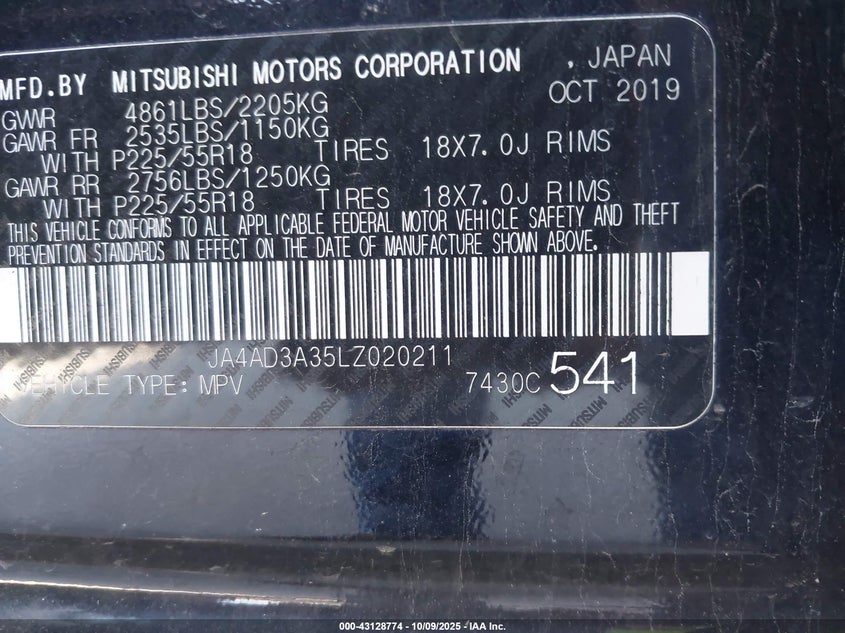 MFD.BY MITSUBISHI MOTORS CORPORATION , JAPAN
OCT 2019
GVWR 4861LBS/2205KG
GAWR FR 2535LBS/1150KG
WITH P225/55R18 TIRES 18X7.0J RIMS
GAWR RR 2756LBS/1250KG
WITH P225/55R18 TIRES 18X7.0J RIMS
THIS VEHICLE CONFORMS TO ALL APPLICABLE FEDERAL MOTOR VEHICLE SAFETY AND THEFT
PREVENTION STANDARDS IN EFFECT ON THE DATE OF MANUFACTURE SHOWN ABOVE.
JA4AD3A35LZ020211
VEHICLE TYPE: MPV 7430C 541
000-43128774 - 10/09/2025 - IAA Inc.